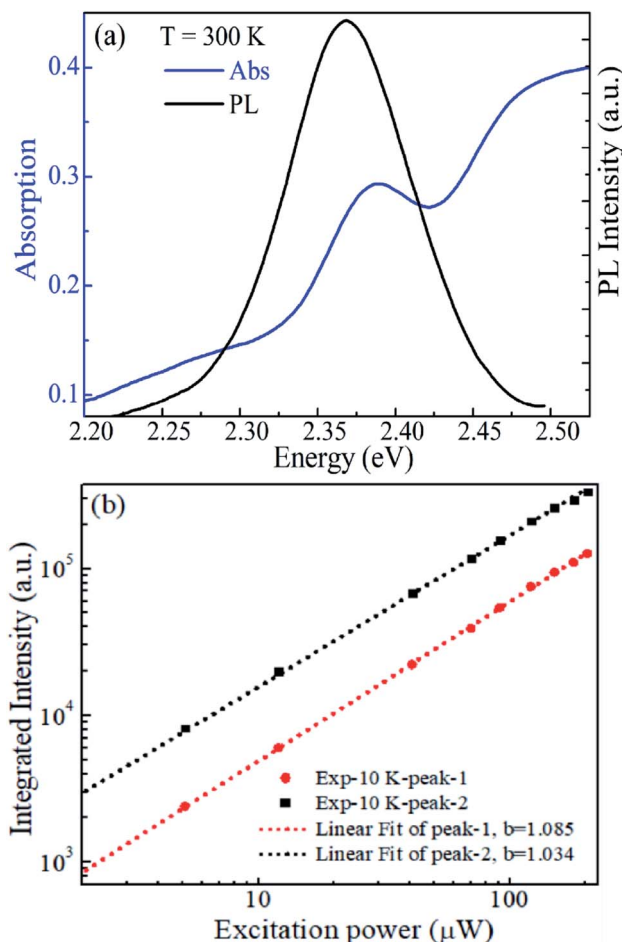 (a)
T = 300 K
Abs
PL
Absorption
0.4
0.3
0.2
0.1
PL Intensity (a.u.)
2.20 2.25 2.30 2.35 2.40 2.45 2.50
Energy (eV)
(b)
Integrated Intensity (a.u.)
10^5
10^4
10^3
Exp-10 K-peak-1
Exp-10 K-peak-2
Linear Fit of peak-1, b=1.085
Linear Fit of peak-2, b=1.034
10 100
Excitation power (μW)